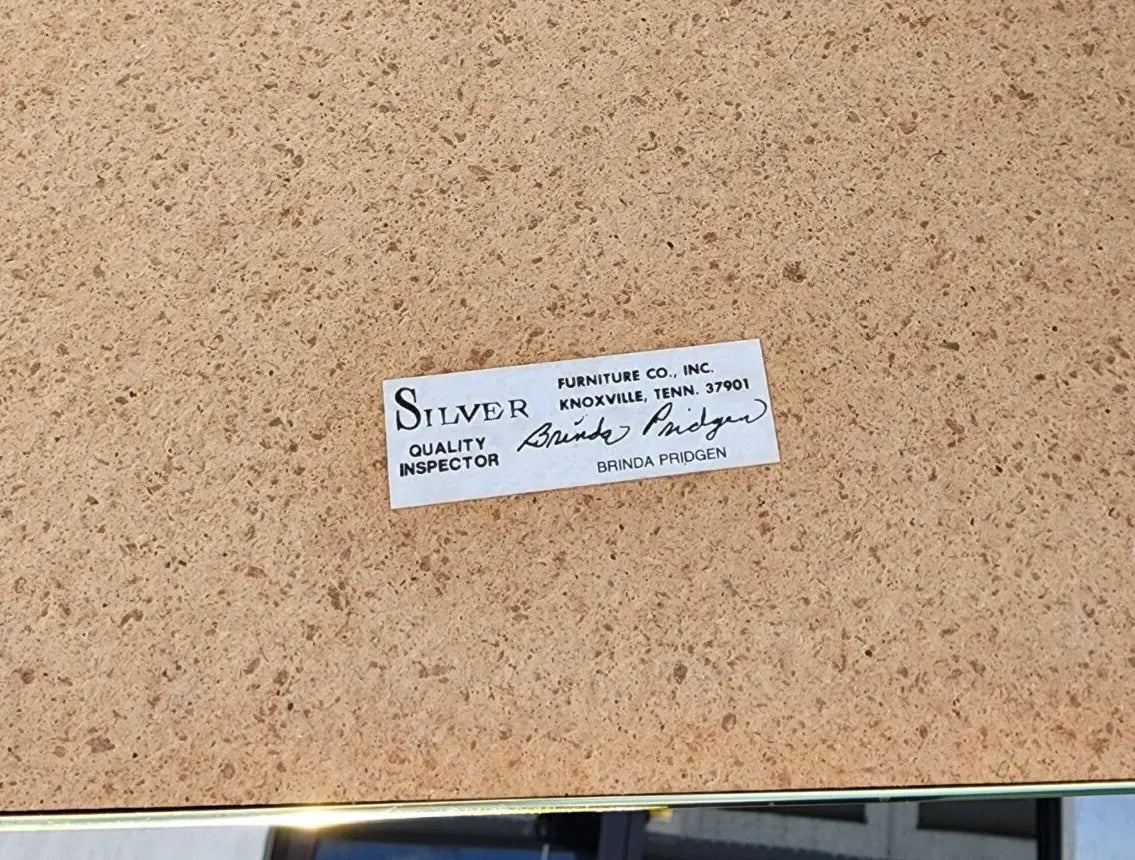 SILVER
FURNITURE CO., INC.
KNOXVILLE, TENN. 37901
QUALITY
INSPECTOR
Brinda Pridgen
BRINDA PRIDGEN